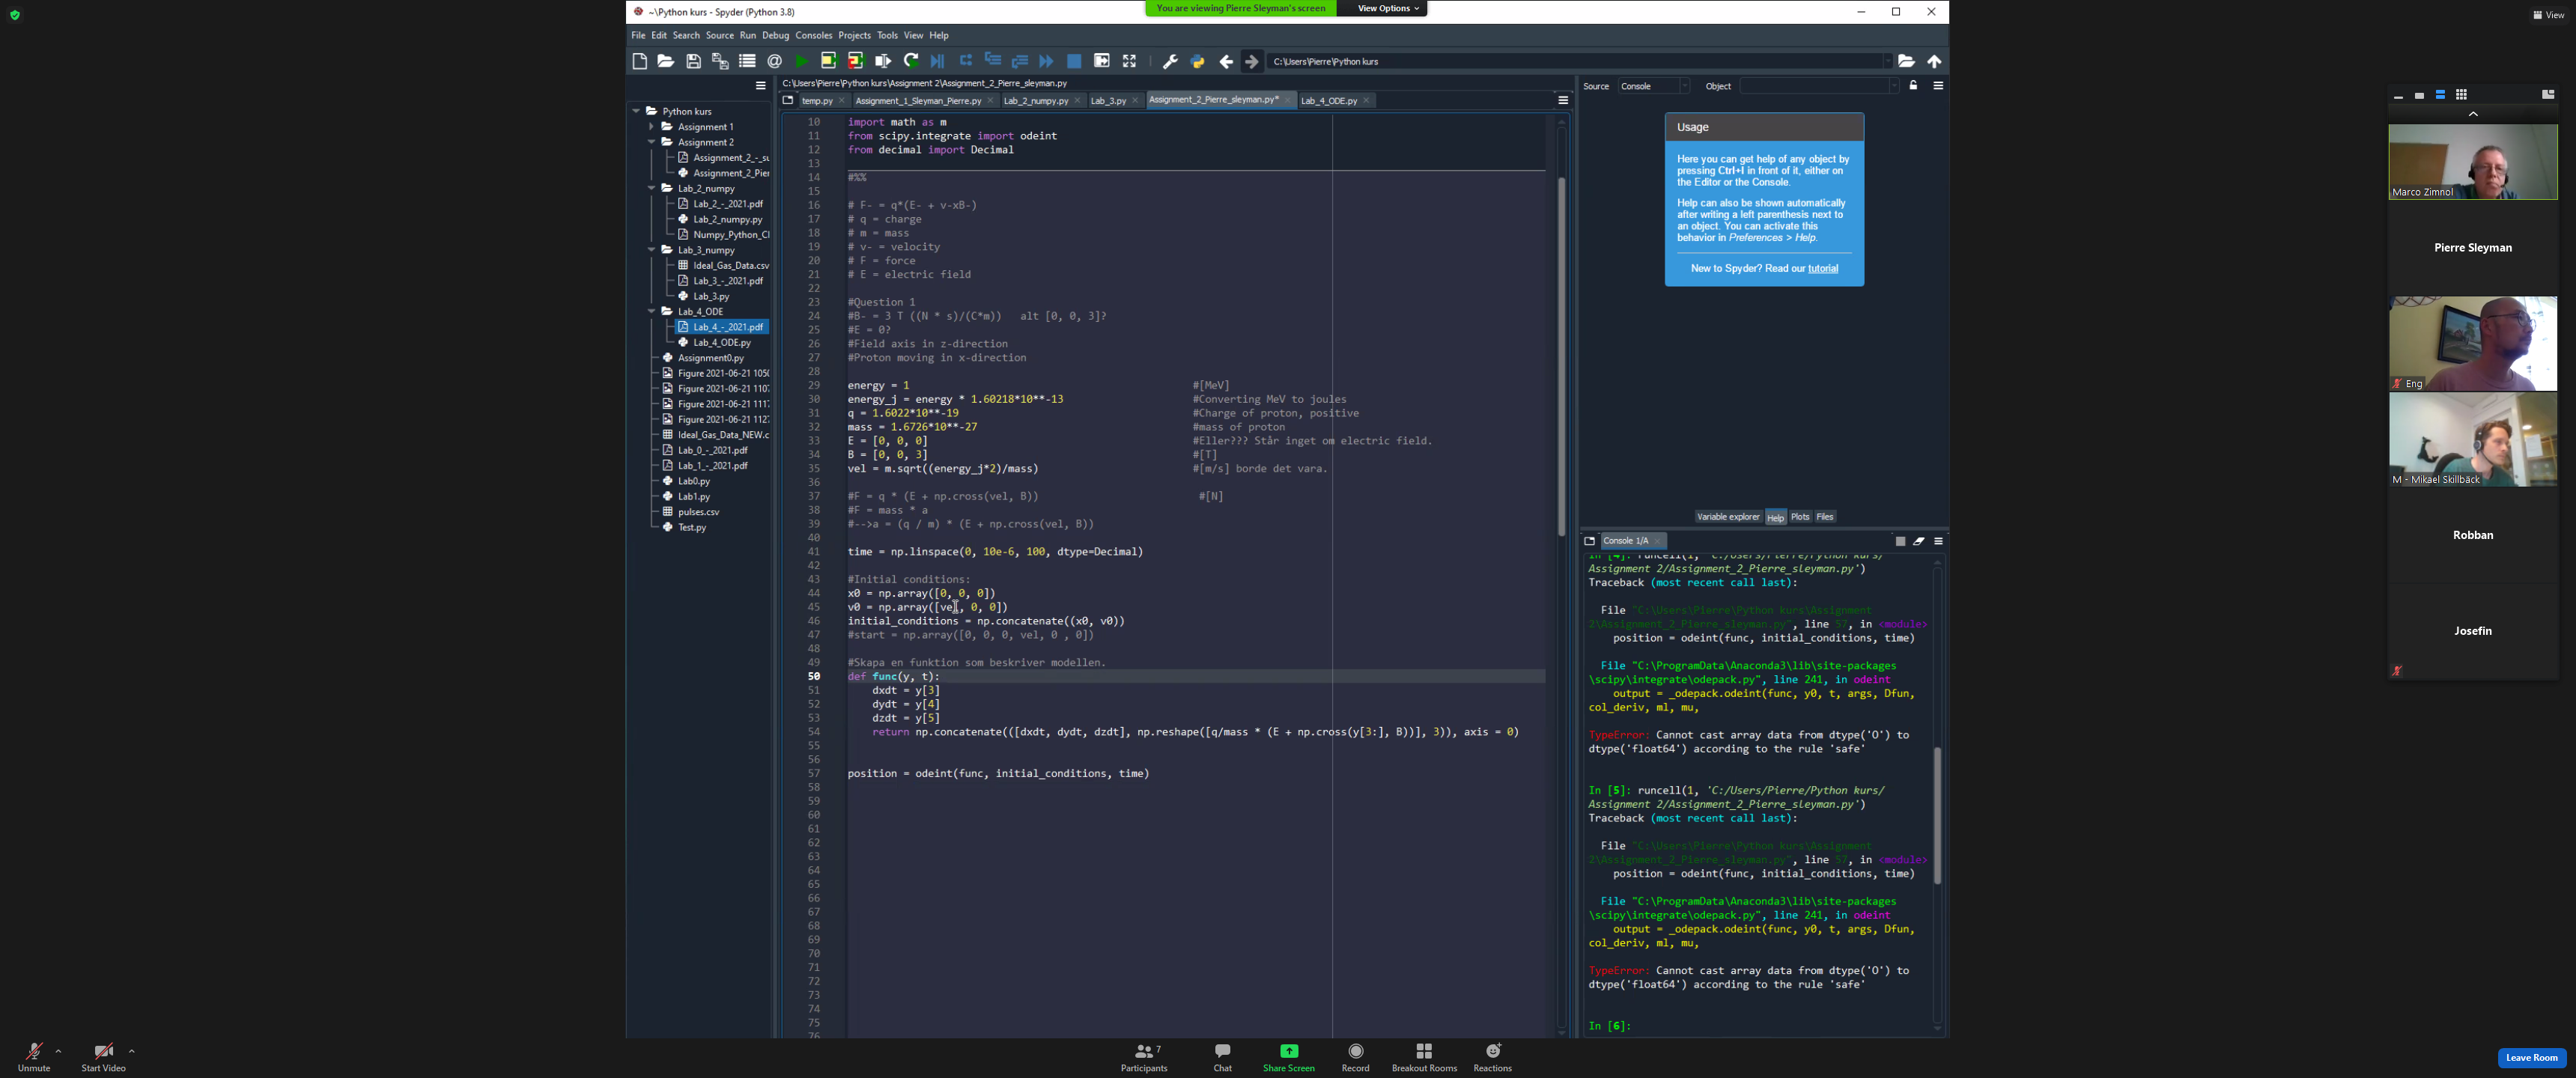 ~\Python kurs - Spyder (Python 3.8)
You are viewing Pierre Sleyman's screen
View Options
View
File Edit Search Source Run Debug Consoles Projects Tools View Help
C:\Users\Pierre\Python kurs
C:\Users\Pierre\Python kurs\Assignment 2\Assignment_2_Pierre_sleyman.py
temp.py
Assignment_1_Sleyman_Pierre.py
Lab_2_numpy.py
Lab_3.py
Assignment_2_Pierre_sleyman.py*
Lab_4_ODE.py
Python kurs
Assignment 1
Assignment 2
Assignment_2_-_su
Assignment_2_Pier
Lab_2_numpy
Lab_2_-_2021.pdf
Lab_2_numpy.py
Numpy_Python_Cl
Lab_3_numpy
Ideal_Gas_Data.csv
Lab_3_-_2021.pdf
Lab_3.py
Lab_4_ODE
Lab_4_-_2021.pdf
Lab_4_ODE.py
Assignment0.py
Figure 2021-06-21 105(
Figure 2021-06-21 110
Figure 2021-06-21 111
Figure 2021-06-21 112
Ideal_Gas_Data_NEW.c
Lab_0_-_2021.pdf
Lab_1_-_2021.pdf
Lab0.py
Lab1.py
pulses.csv
Test.py
10 import math as m
11 from scipy.integrate import odeint
12 from decimal import Decimal
13
14 #%%
15
16 # F- = q*(E- + v-xB-)
17 # q = charge
18 # m = mass
19 # v- = velocity
20 # F = force
21 # E = electric field
22
23 #Question 1
24 #B- = 3 T ((N * s)/(C*m))   alt [0, 0, 3]?
25 #E = 0?
26 #Field axis in z-direction
27 #Proton moving in x-direction
28
29 energy = 1 #[MeV]
30 energy_j = energy * 1.60218*10**-13 #Converting MeV to joules
31 q = 1.6022*10**-19 #Charge of proton, positive
32 mass = 1.6726*10**-27 #mass of proton
33 E = [0, 0, 0] #Eller??? Står inget om electric field.
34 B = [0, 0, 3] #[T]
35 vel = m.sqrt((energy_j*2)/mass) #[m/s] borde det vara.
36
37 #F = q * (E + np.cross(vel, B)) #[N]
38 #F = mass * a
39 #-->a = (q / m) * (E + np.cross(vel, B))
40
41 time = np.linspace(0, 10e-6, 100, dtype=Decimal)
42
43 #Initial conditions:
44 x0 = np.array([0, 0, 0])
45 v0 = np.array([vel, 0, 0])
46 initial_conditions = np.concatenate((x0, v0))
47 #start = np.array([0, 0, 0, vel, 0 , 0])
48
49 #Skapa en funktion som beskriver modellen.
50 def func(y, t):
51 dxdt = y[3]
52 dydt = y[4]
53 dzdt = y[5]
54 return np.concatenate(([dxdt, dydt, dzdt], np.reshape([q/mass * (E + np.cross(y[3:], B))], 3)), axis = 0)
55
56
57 position = odeint(func, initial_conditions, time)
58
59
60
61
62
63
64
65
66
67
68
69
70
71
72
73
74
75
76
Source Console Object
Usage
Here you can get help of any object by
pressing Ctrl+I in front of it, either on
the Editor or the Console.
Help can also be shown automatically
after writing a left parenthesis next to
an object. You can activate this
behavior in Preferences > Help.
New to Spyder? Read our tutorial
Variable explorer Help Plots Files
Console 1/A
In [4]: runcell(1, 'C:/Users/Pierre/Python kurs/
Assignment 2/Assignment_2_Pierre_sleyman.py')
Traceback (most recent call last):
File "C:\Users\Pierre\Python kurs\Assignment
2\Assignment_2_Pierre_sleyman.py", line 57, in <module>
position = odeint(func, initial_conditions, time)
File "C:\ProgramData\Anaconda3\lib\site-packages
\scipy\integrate\odepack.py", line 241, in odeint
output = _odepack.odeint(func, y0, t, args, Dfun,
col_deriv, ml, mu,
TypeError: Cannot cast array data from dtype('O') to
dtype('float64') according to the rule 'safe'
In [5]: runcell(1, 'C:/Users/Pierre/Python kurs/
Assignment 2/Assignment_2_Pierre_sleyman.py')
Traceback (most recent call last):
File "C:\Users\Pierre\Python kurs\Assignment
2\Assignment_2_Pierre_sleyman.py", line 57, in <module>
position = odeint(func, initial_conditions, time)
File "C:\ProgramData\Anaconda3\lib\site-packages
\scipy\integrate\odepack.py", line 241, in odeint
output = _odepack.odeint(func, y0, t, args, Dfun,
col_deriv, ml, mu,
TypeError: Cannot cast array data from dtype('O') to
dtype('float64') according to the rule 'safe'
In [6]:
Marco Zimnol
Pierre Sleyman
Eng
M - Mikael Skillbäck
Robban
Josefin
Unmute
Start Video
Participants 7
Chat
Share Screen
Record
Breakout Rooms
Reactions
Leave Room